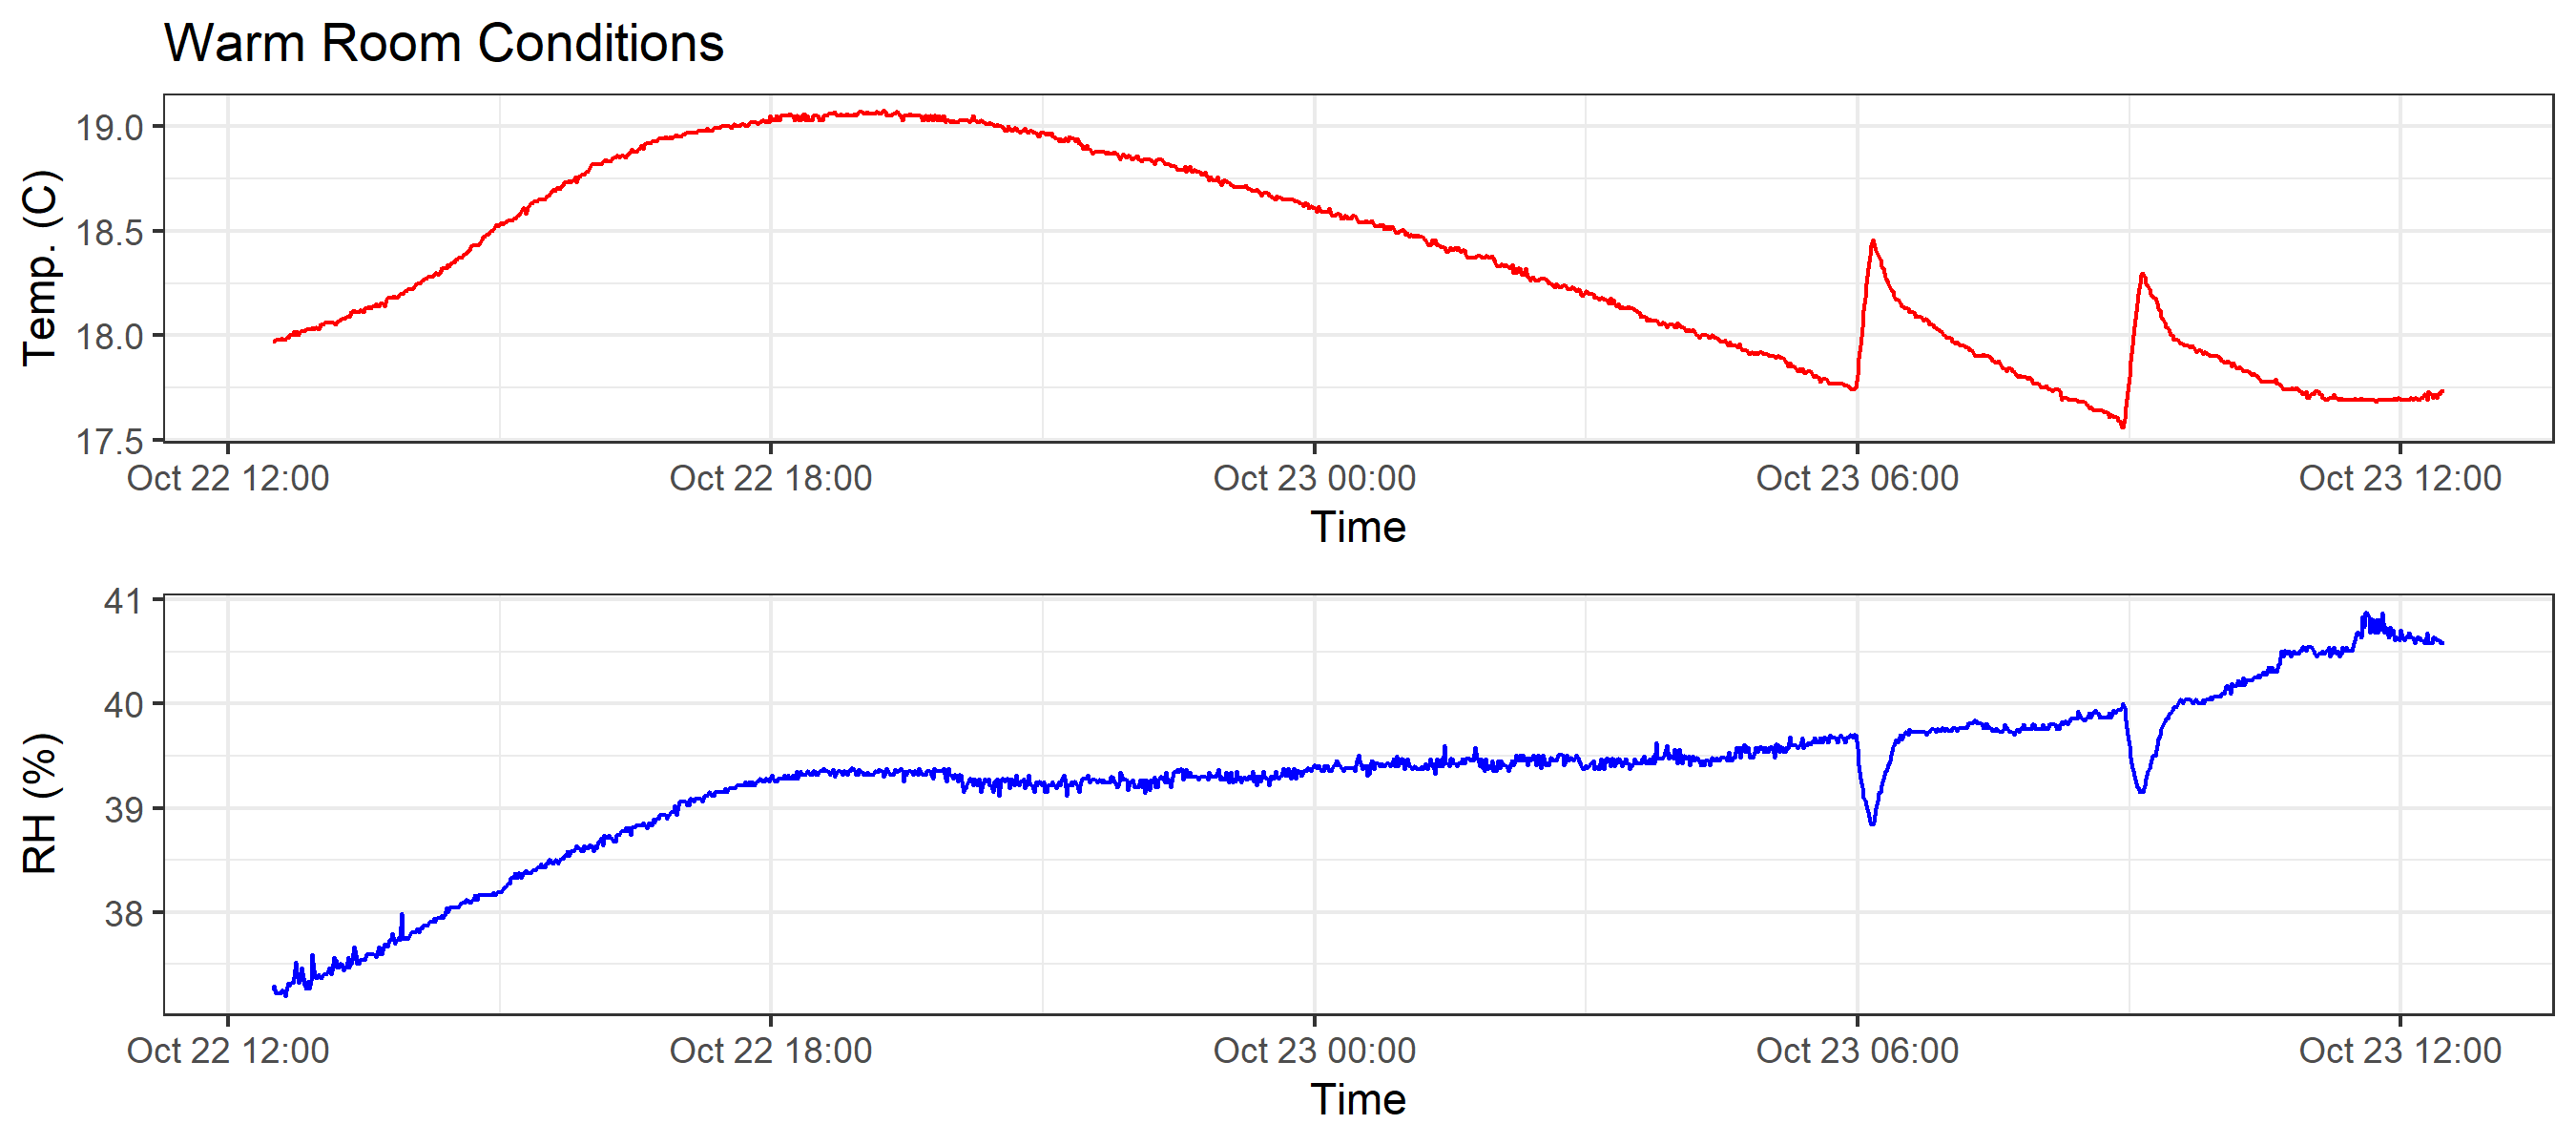 Warm Room Conditions
Temp. (C)
19.0
18.5
18.0
17.5
Oct 22 12:00 Oct 22 18:00 Oct 23 00:00 Oct 23 06:00 Oct 23 12:00
Time
RH (%)
41
40
39
38
Oct 22 12:00 Oct 22 18:00 Oct 23 00:00 Oct 23 06:00 Oct 23 12:00
Time